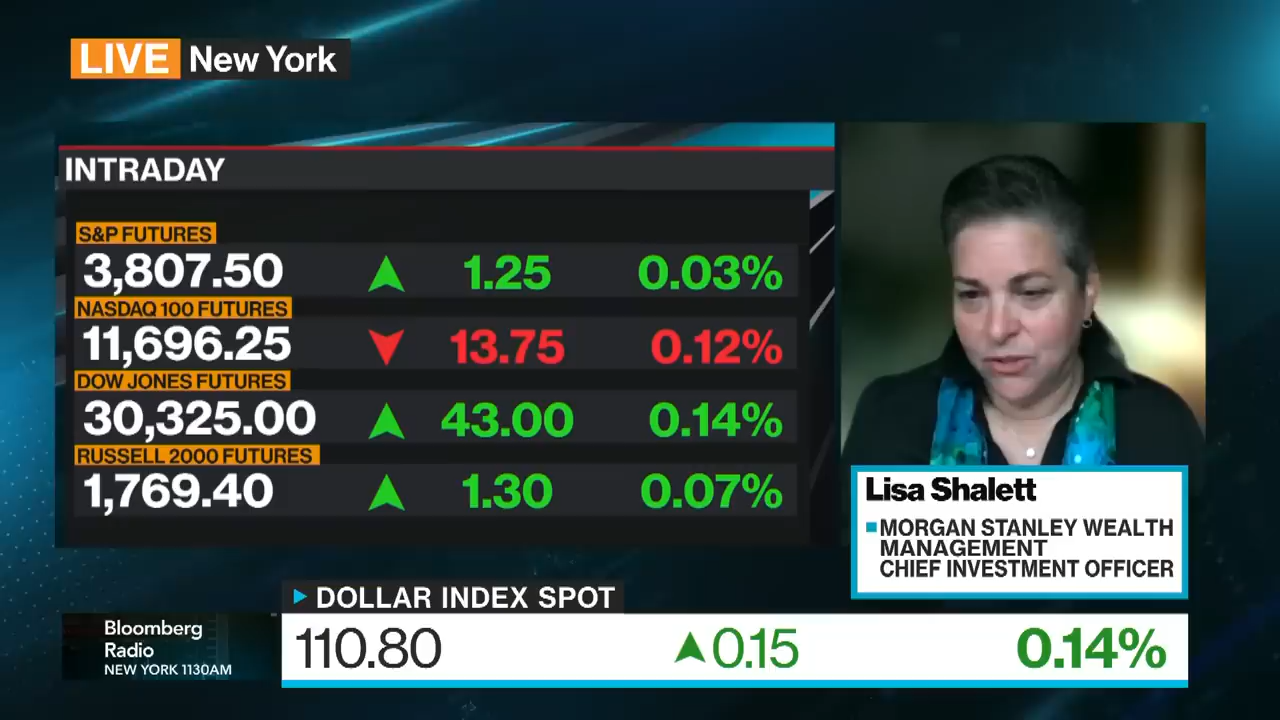 LIVE New York
INTRADAY
S&P FUTURES
3,807.50 ▲ 1.25 0.03%
NASDAQ 100 FUTURES
11,696.25 ▼ 13.75 0.12%
DOW JONES FUTURES
30,325.00 ▲ 43.00 0.14%
RUSSELL 2000 FUTURES
1,769.40 ▲ 1.30 0.07%
Lisa Shalett
MORGAN STANLEY WEALTH
MANAGEMENT
CHIEF INVESTMENT OFFICER
DOLLAR INDEX SPOT
110.80 ▲ 0.15 0.14%
Bloomberg
Radio
NEW YORK 1130AM